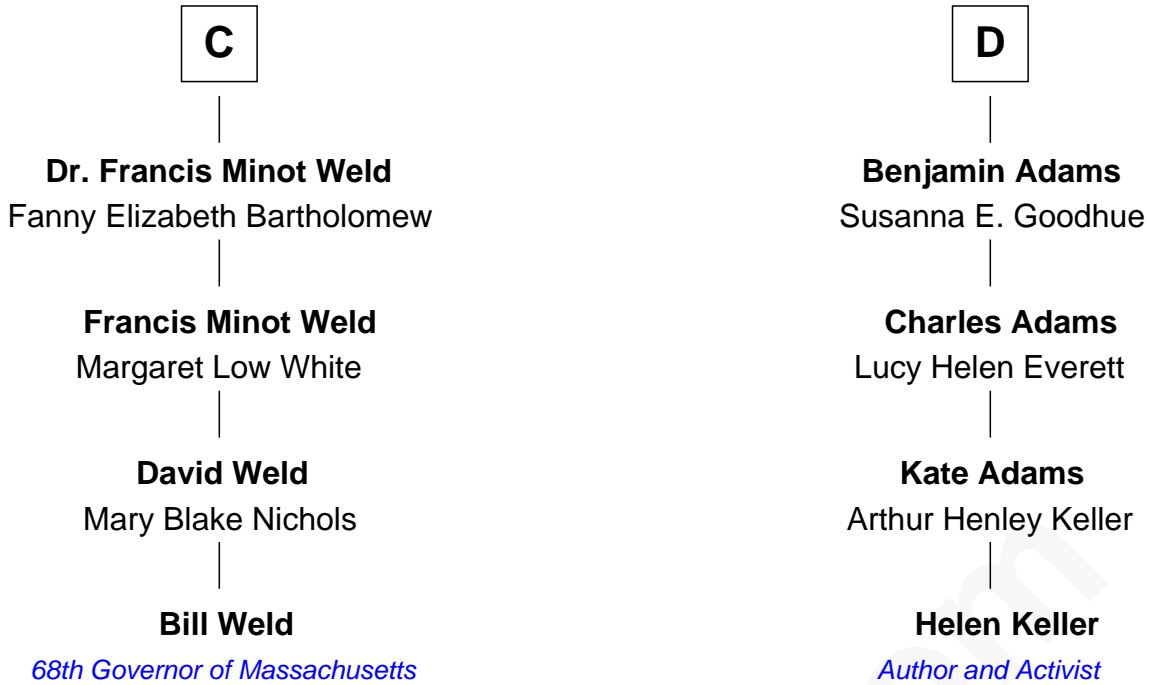 C
Dr. Francis Minot Weld
Fanny Elizabeth Bartholomew
Francis Minot Weld
Margaret Low White
David Weld
Mary Blake Nichols
Bill Weld
68th Governor of Massachusetts
D
Benjamin Adams
Susanna E. Goodhue
Charles Adams
Lucy Helen Everett
Kate Adams
Arthur Henley Keller
Helen Keller
Author and Activist